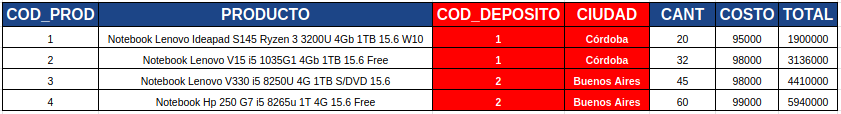 COD_PROD PRODUCTO COD_DEPOSITO CIUDAD CANT COSTO TOTAL
1 Notebook Lenovo Ideapad S145 Ryzen 3 3200U 4Gb 1TB 15.6 W10 1 Córdoba 20 95000 1900000
2 Notebook Lenovo V15 i5 1035G1 4Gb 1TB 15.6 Free 1 Córdoba 32 98000 3136000
3 Notebook Lenovo V330 i5 8250U 4G 1TB S/DVD 15.6 2 Buenos Aires 45 98000 4410000
4 Notebook Hp 250 G7 i5 8265u 1T 4G 15.6 Free 2 Buenos Aires 60 99000 5940000